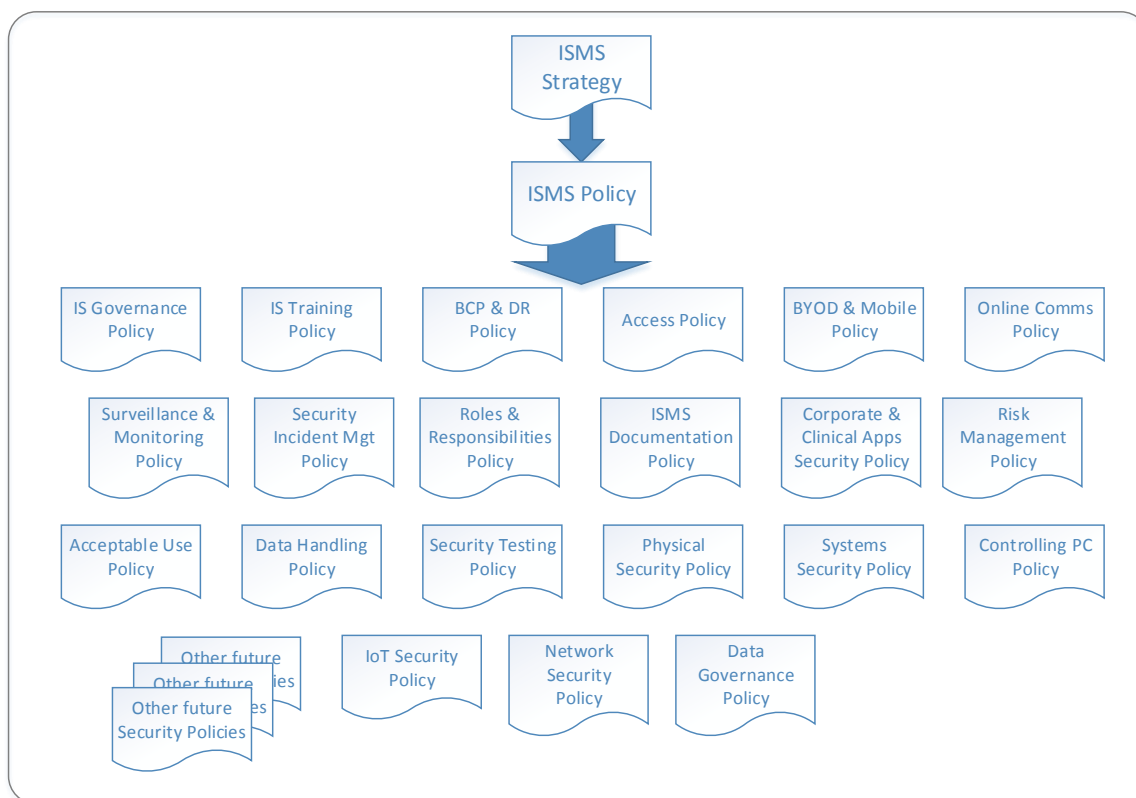 ISMS
Strategy
ISMS Policy
IS Governance
Policy
IS Training
Policy
BCP & DR
Policy
Access Policy
BYOD & Mobile
Policy
Online Comms
Policy
Surveillance &
Monitoring
Policy
Security
Incident Mgt
Policy
Roles &
Responsibilities
Policy
ISMS
Documentation
Policy
Corporate &
Clinical Apps
Security Policy
Risk
Management
Policy
Acceptable Use
Policy
Data Handling
Policy
Security Testing
Policy
Physical
Security Policy
Systems
Security Policy
Controlling PC
Policy
Other future
ies
Other future
es
Other future
Security Policies
IoT Security
Policy
Network
Security
Policy
Data
Governance
Policy